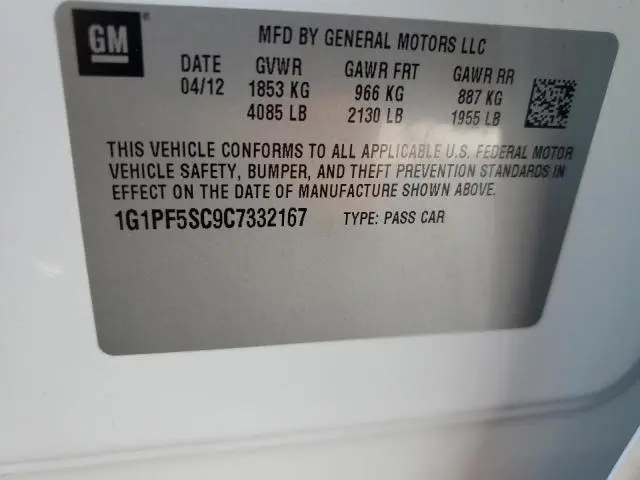 GM
MFD BY GENERAL MOTORS LLC
DATE GVWR GAWR FRT GAWR RR
04/12 1853 KG 966 KG 887 KG
4085 LB 2130 LB 1955 LB
THIS VEHICLE CONFORMS TO ALL APPLICABLE U.S. FEDERAL MOTOR
VEHICLE SAFETY, BUMPER, AND THEFT PREVENTION STANDARDS IN
EFFECT ON THE DATE OF MANUFACTURE SHOWN ABOVE.
1G1PF5SC9C7332167 TYPE: PASS CAR